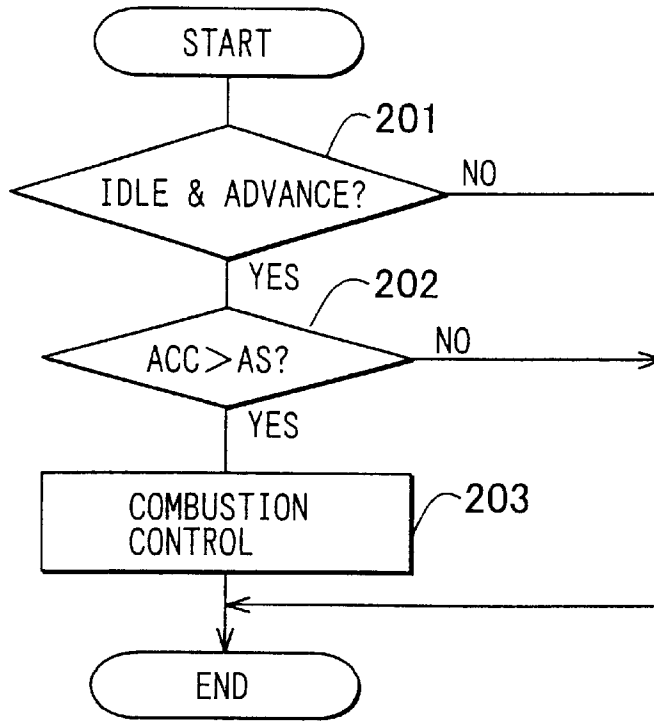 START
201
IDLE & ADVANCE?
NO
YES
202
ACC>AS?
NO
YES
COMBUSTION
CONTROL
203
END